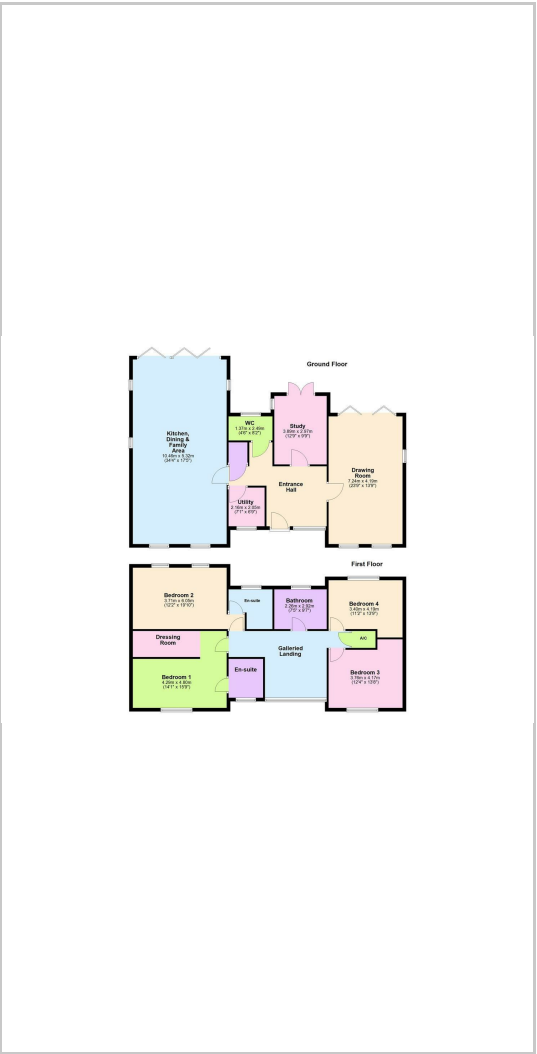 Ground Floor
Kitchen,
Dining &
Family
Area
10.46m x 5.32m
(34'4" x 17'5")
WC
1.37m x 2.49m
(4'6" x 8'2")
Study
3.89m x 2.97m
(12'9" x 9'9")
Drawing
Room
7.24m x 4.19m
(23'9" x 13'9")
Entrance
Hall
Utility
2.16m x 2.05m
(7'1" x 6'9")
First Floor
Bedroom 2
3.71m x 6.05m
(12'2" x 19'10")
En-suite
Bathroom
2.26m x 2.92m
(7'5" x 9'7")
Bedroom 4
3.40m x 4.19m
(11'2" x 13'9")
Dressing
Room
A/C
Galleried
Landing
En-suite
Bedroom 1
4.29m x 4.80m
(14'1" x 15'9")
Bedroom 3
3.76m x 4.17m
(12'4" x 13'8")